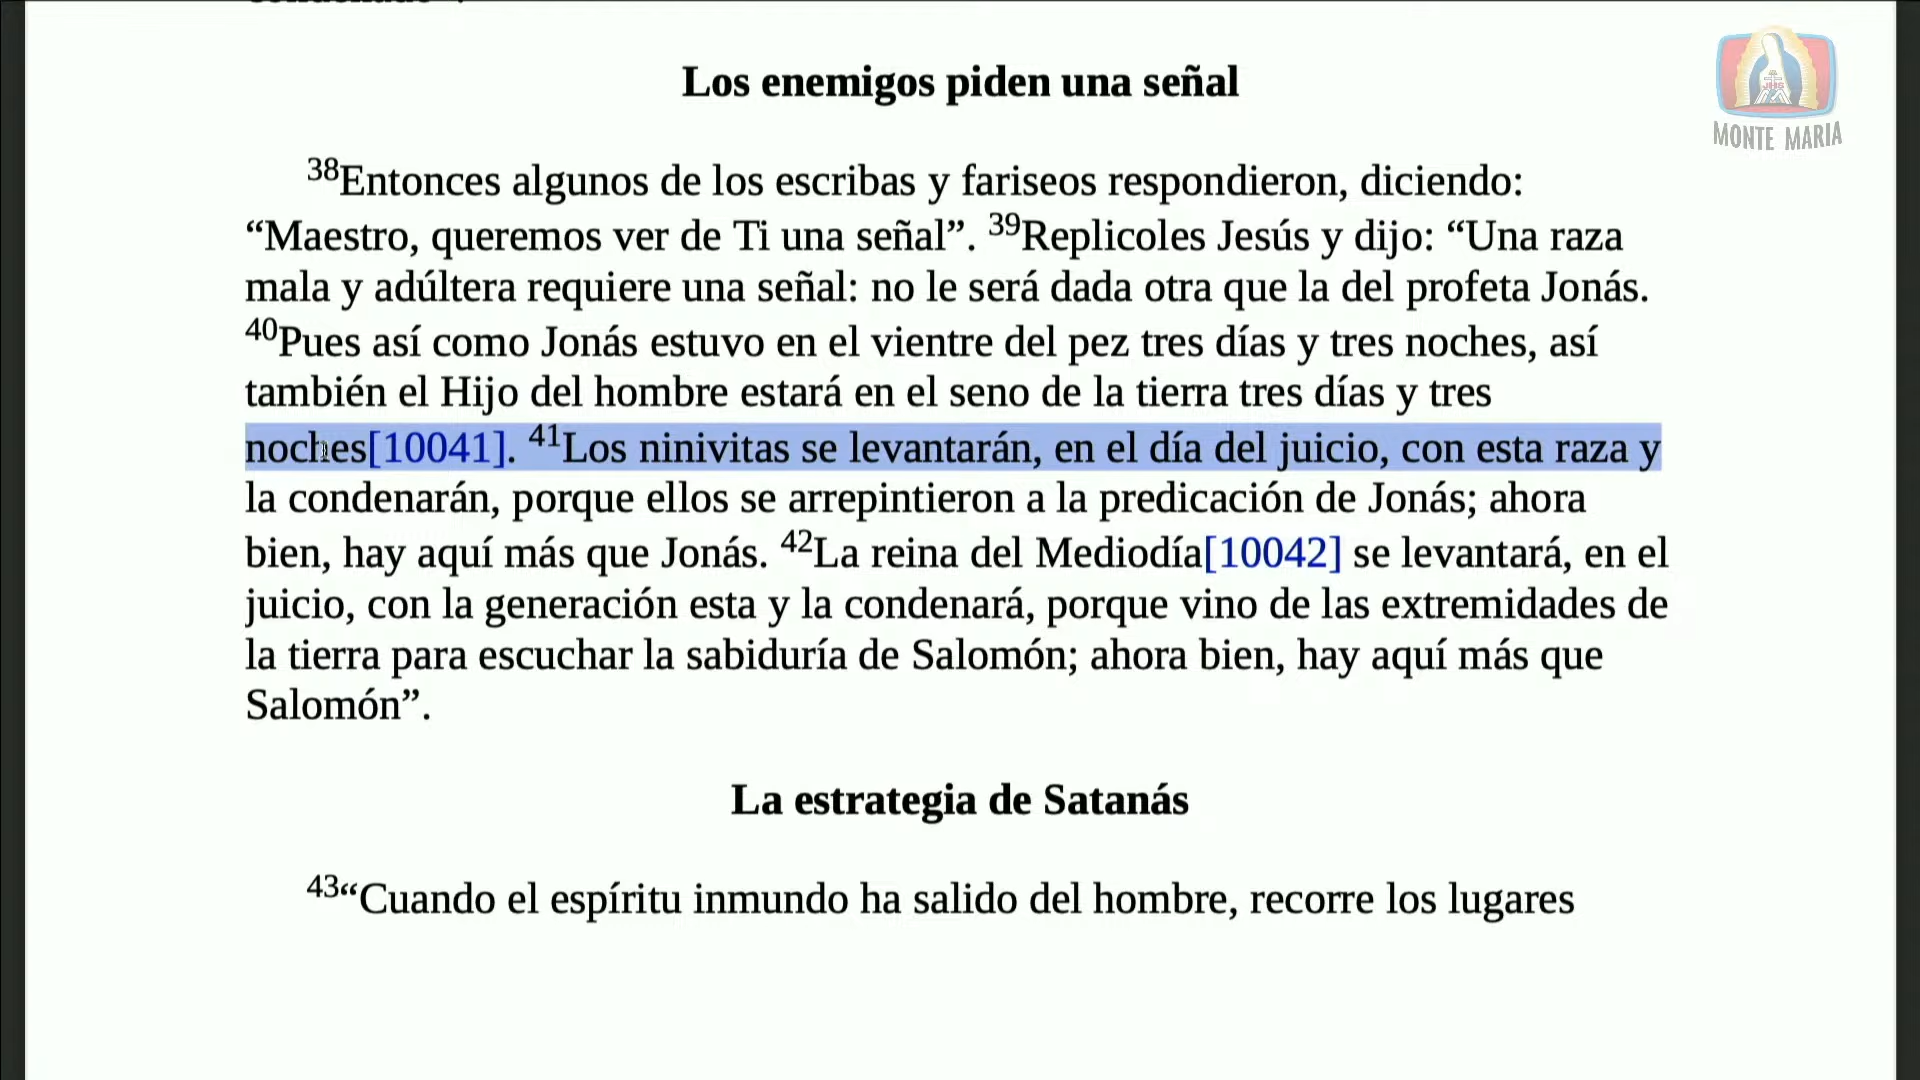 Los enemigos piden una señal
MONTE MARIA
38Entonces algunos de los escribas y fariseos respondieron, diciendo:
“Maestro, queremos ver de Ti una señal”. 39Replicoles Jesús y dijo: “Una raza
mala y adúltera requiere una señal: no le será dada otra que la del profeta Jonás.
40Pues así como Jonás estuvo en el vientre del pez tres días y tres noches, así
también el Hijo del hombre estará en el seno de la tierra tres días y tres
noches[10041]. 41Los ninivitas se levantarán, en el día del juicio, con esta raza y
la condenarán, porque ellos se arrepintieron a la predicación de Jonás; ahora
bien, hay aquí más que Jonás. 42La reina del Mediodía[10042] se levantará, en el
juicio, con la generación esta y la condenará, porque vino de las extremidades de
la tierra para escuchar la sabiduría de Salomón; ahora bien, hay aquí más que
Salomón”.
La estrategia de Satanás
43“Cuando el espíritu inmundo ha salido del hombre, recorre los lugares